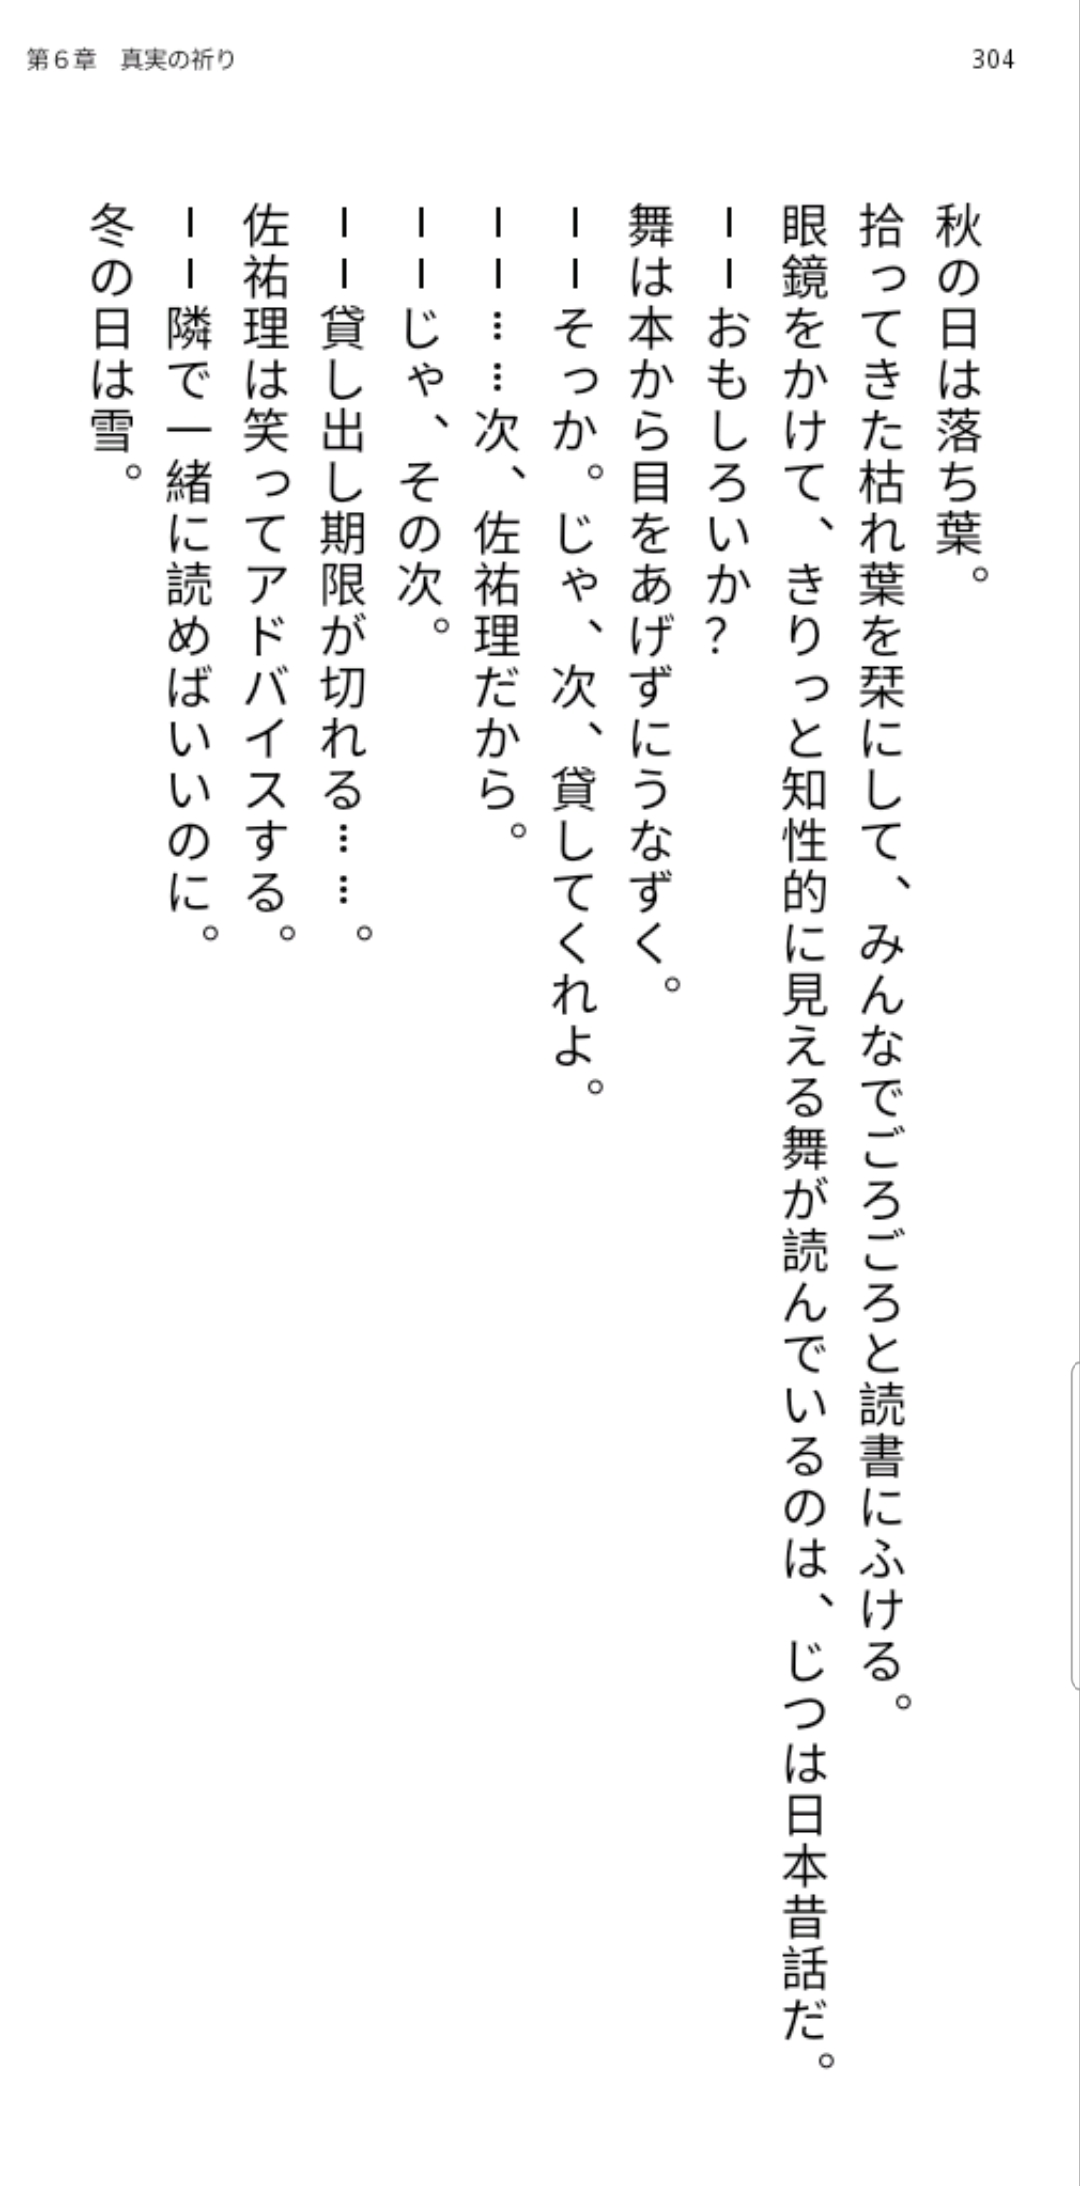 第６章　真実の祈り
304
秋の日は落ち葉。
拾ってきた枯れ葉を栞にして、みんなでごろごろと読書にふける。
眼鏡をかけて、きりっと知性的に見える舞が読んでいるのは、じつは日本昔話だ。
――おもしろいか？
舞は本から目をあげずにうなずく。
――そっか。じゃ、次、貸してくれよ。
――……次、佐祐理だから。
――じゃ、その次。
――貸し出し期限が切れる……。
佐祐理は笑ってアドバイスする。
――隣で一緒に読めばいいのに。
冬の日は雪。